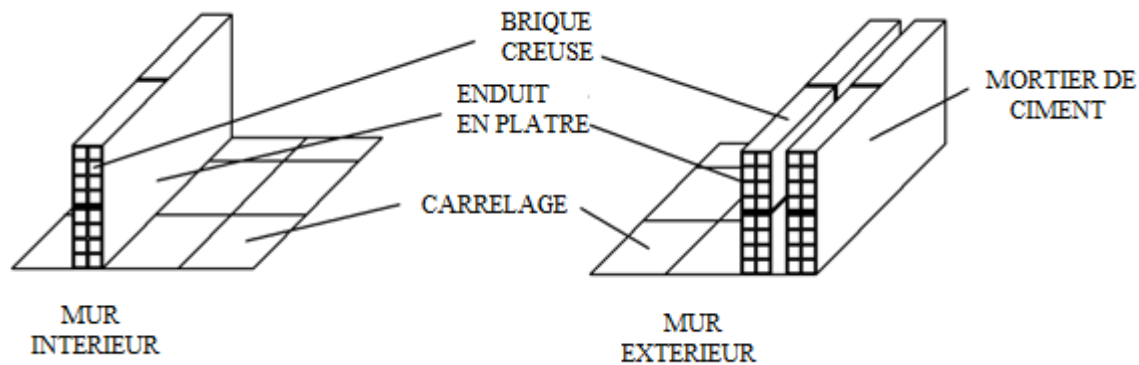 BRIQUE
CREUSE
ENDUIT
EN PLATRE
MORTIER DE
CIMENT
CARRELAGE
MUR
INTERIEUR
MUR
EXTERIEUR